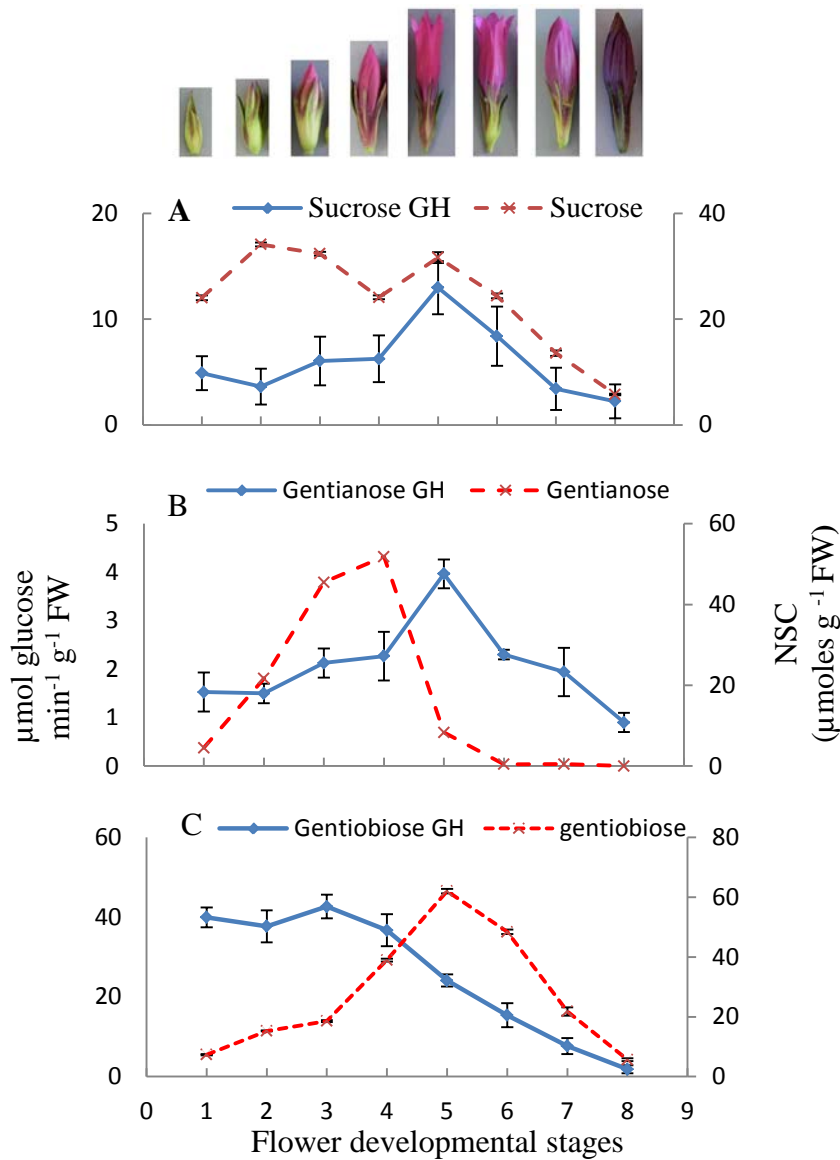 A
Sucrose GH
Sucrose
20
10
0
40
20
0
B
Gentianose GH
Gentianose
5
4
3
2
1
0
60
40
20
0
µmol glucose
min-1 g-1 FW
NSC
(µmoles g -1 FW)
C
Gentiobiose GH
gentiobiose
60
40
20
0
80
60
40
20
0
0 1 2 3 4 5 6 7 8 9
Flower developmental stages